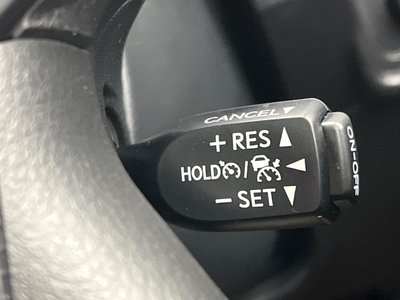 CANCEL ▼
+ RES ▲
HOLD / ◀
− SET ▼
ON-OFF